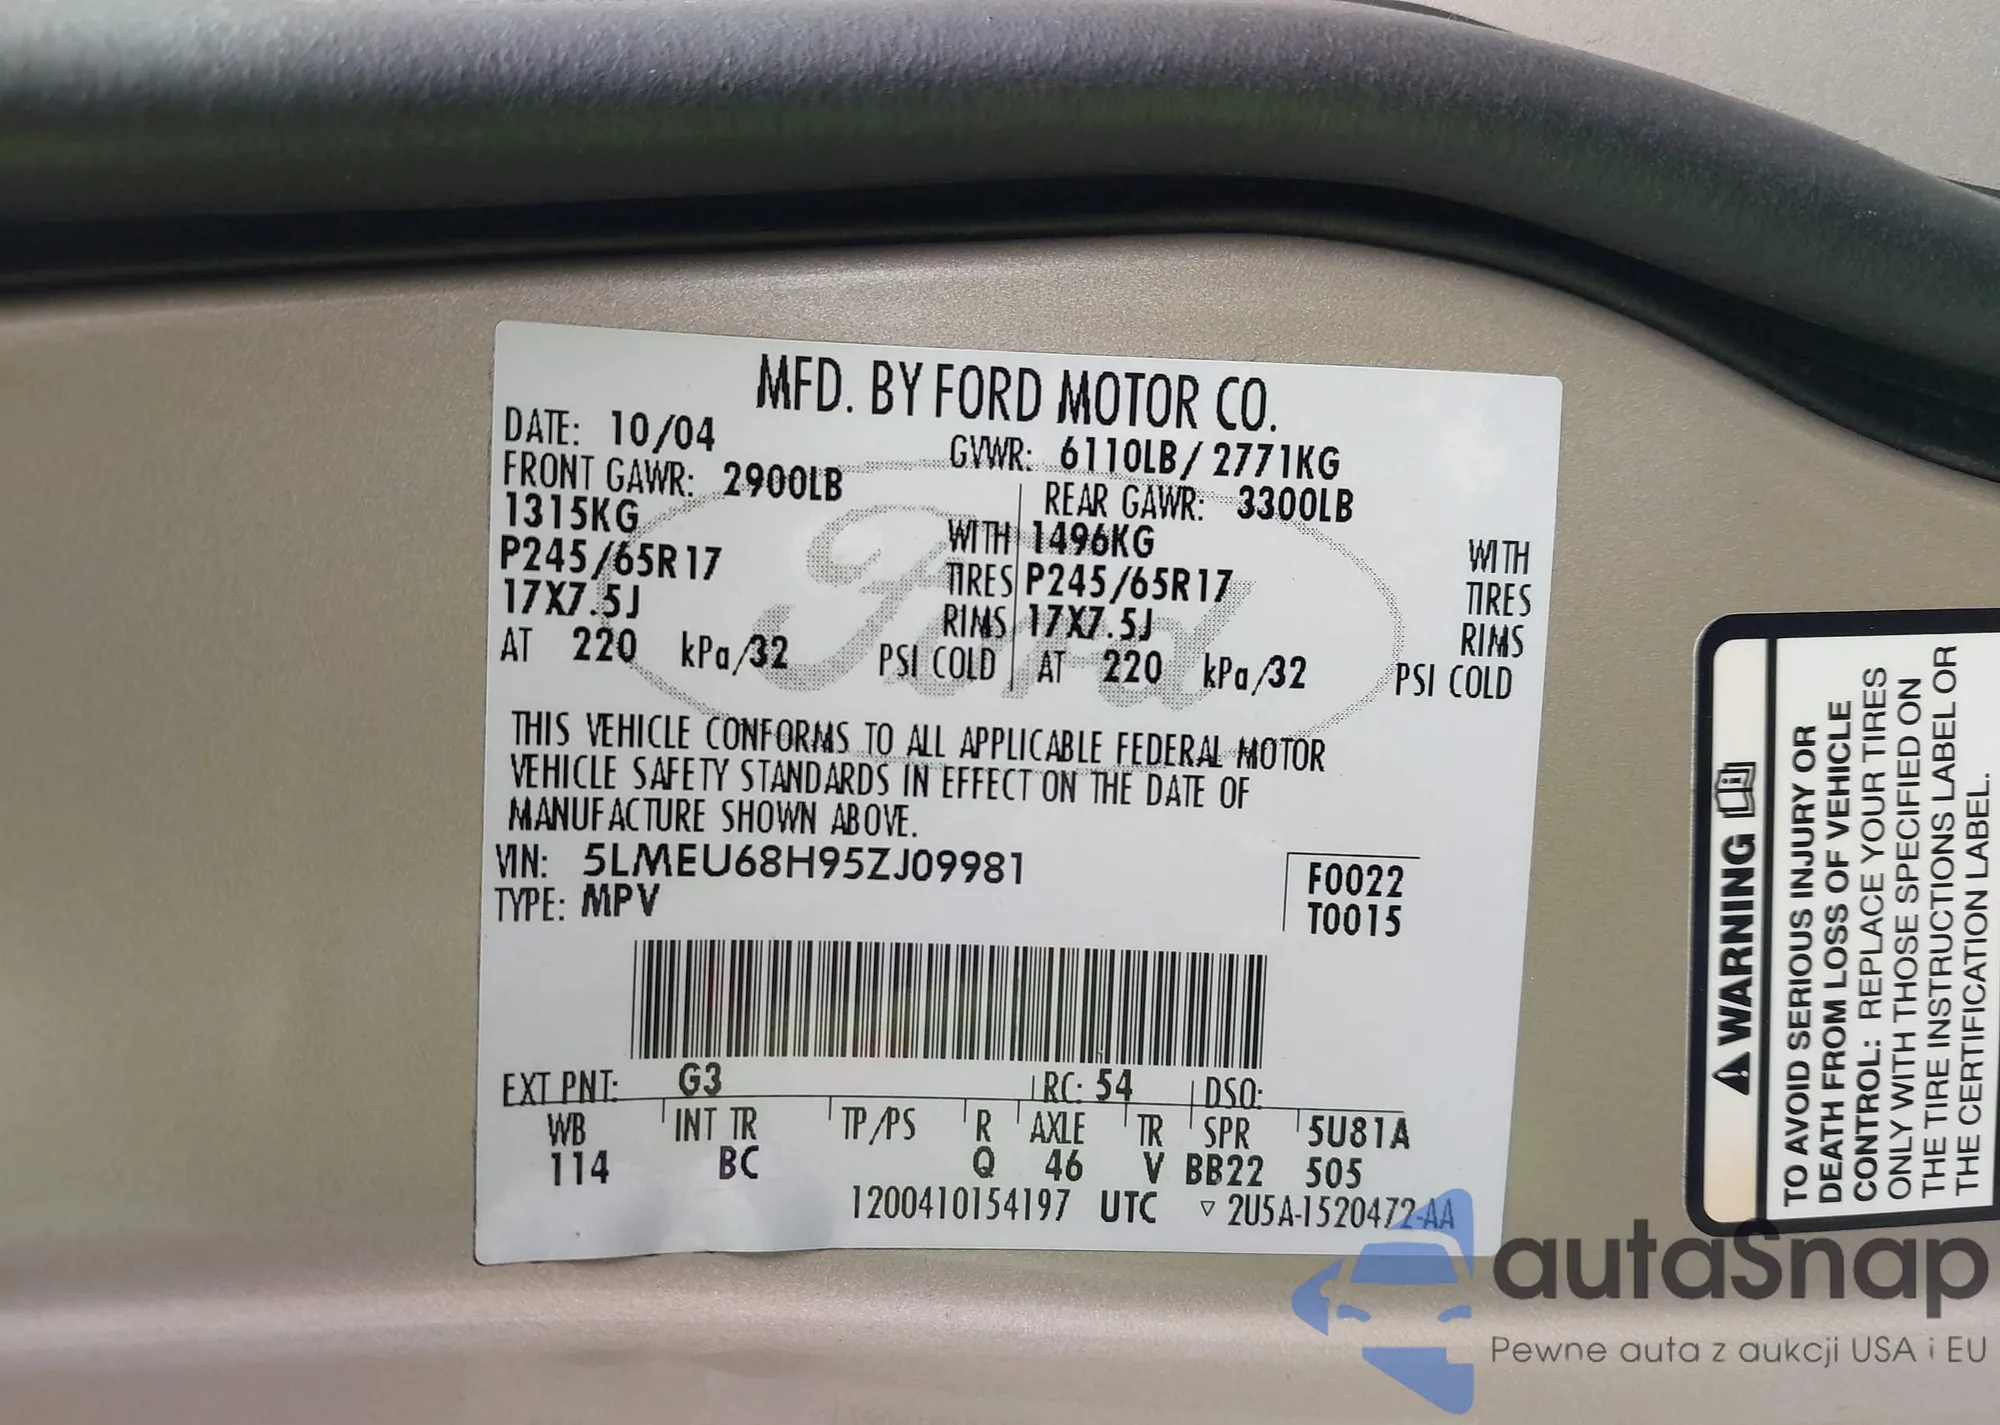 MFD. BY FORD MOTOR CO.
DATE: 10/04 GVWR: 6110LB / 2771KG
FRONT GAWR: 2900LB REAR GAWR: 3300LB
1315KG WITH 1496KG WITH
P245/65R17 TIRES P245/65R17 TIRES
17X7.5J RIMS 17X7.5J RIMS
AT 220 kPa/32 PSI COLD AT 220 kPa/32 PSI COLD
Ford
THIS VEHICLE CONFORMS TO ALL APPLICABLE FEDERAL MOTOR
VEHICLE SAFETY STANDARDS IN EFFECT ON THE DATE OF
MANUFACTURE SHOWN ABOVE.
VIN: 5LMEU68H95ZJ09981 F0022
TYPE: MPV T0015
EXT PNT: G3 RC: 54 DSO:
WB INT TR TP/PS R AXLE TR SPR 5U81A
114 BC Q 46 V BB22 505
1200410154197 UTC ▽ 2U5A-1520472-AA
WARNING
TO AVOID SERIOUS INJURY OR
DEATH FROM LOSS OF VEHICLE
CONTROL: REPLACE YOUR TIRES
ONLY WITH THOSE SPECIFIED ON
THE TIRE INSTRUCTIONS LABEL OR
THE CERTIFICATION LABEL.
autaSnap
Pewne auta z aukcji USA i EU